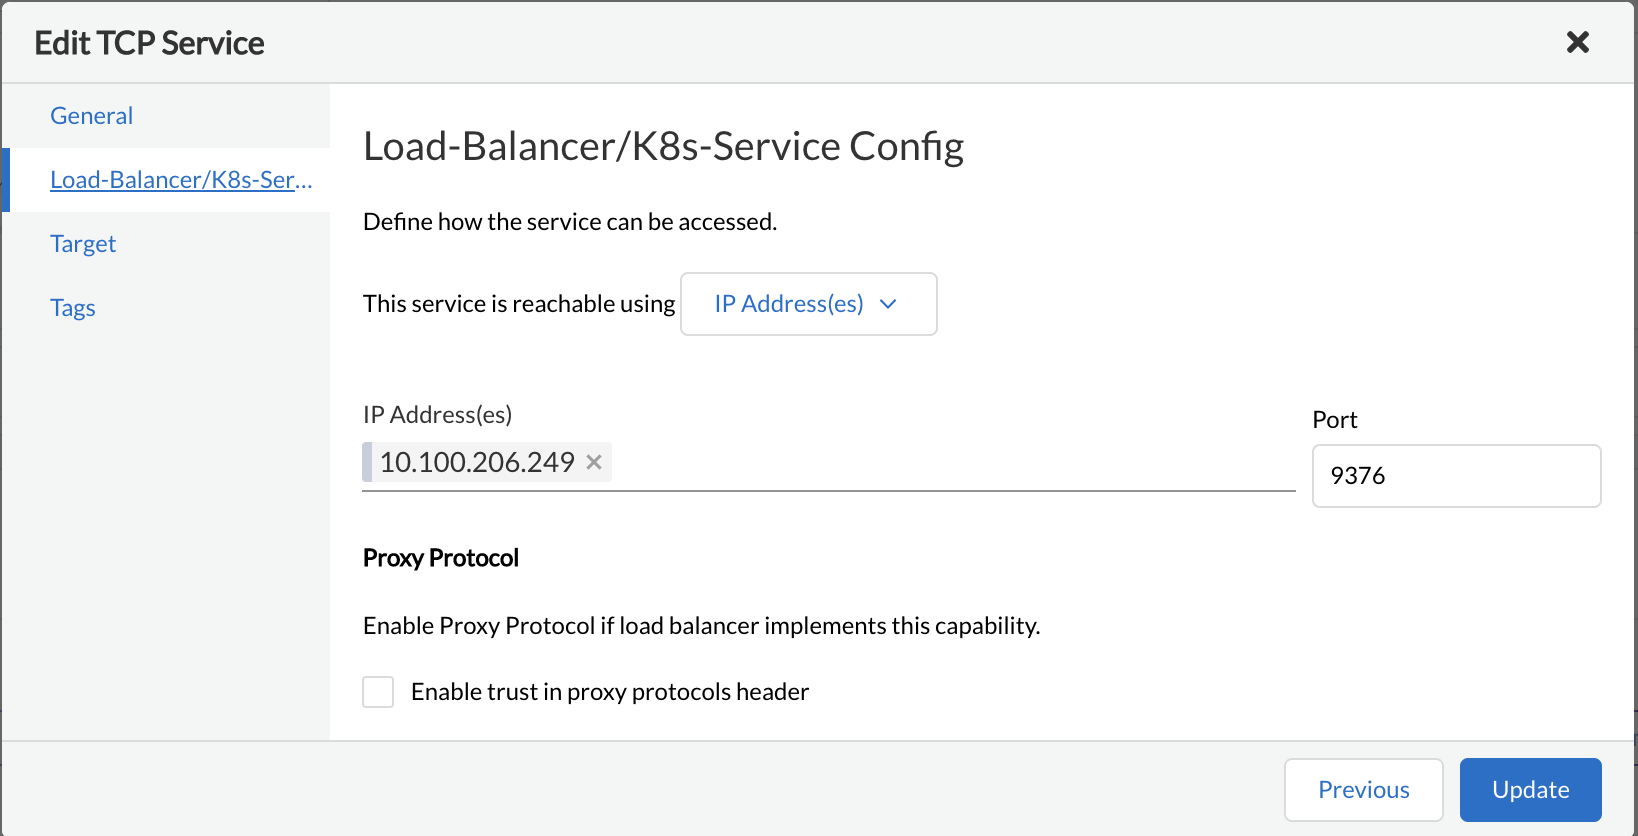 Edit TCP Service
General
Load-Balancer/K8s-Ser...
Target
Tags
Load-Balancer/K8s-Service Config
Define how the service can be accessed.
This service is reachable using IP Address(es)
IP Address(es)
10.100.206.249
Port
9376
Proxy Protocol
Enable Proxy Protocol if load balancer implements this capability.
Enable trust in proxy protocols header
Previous
Update